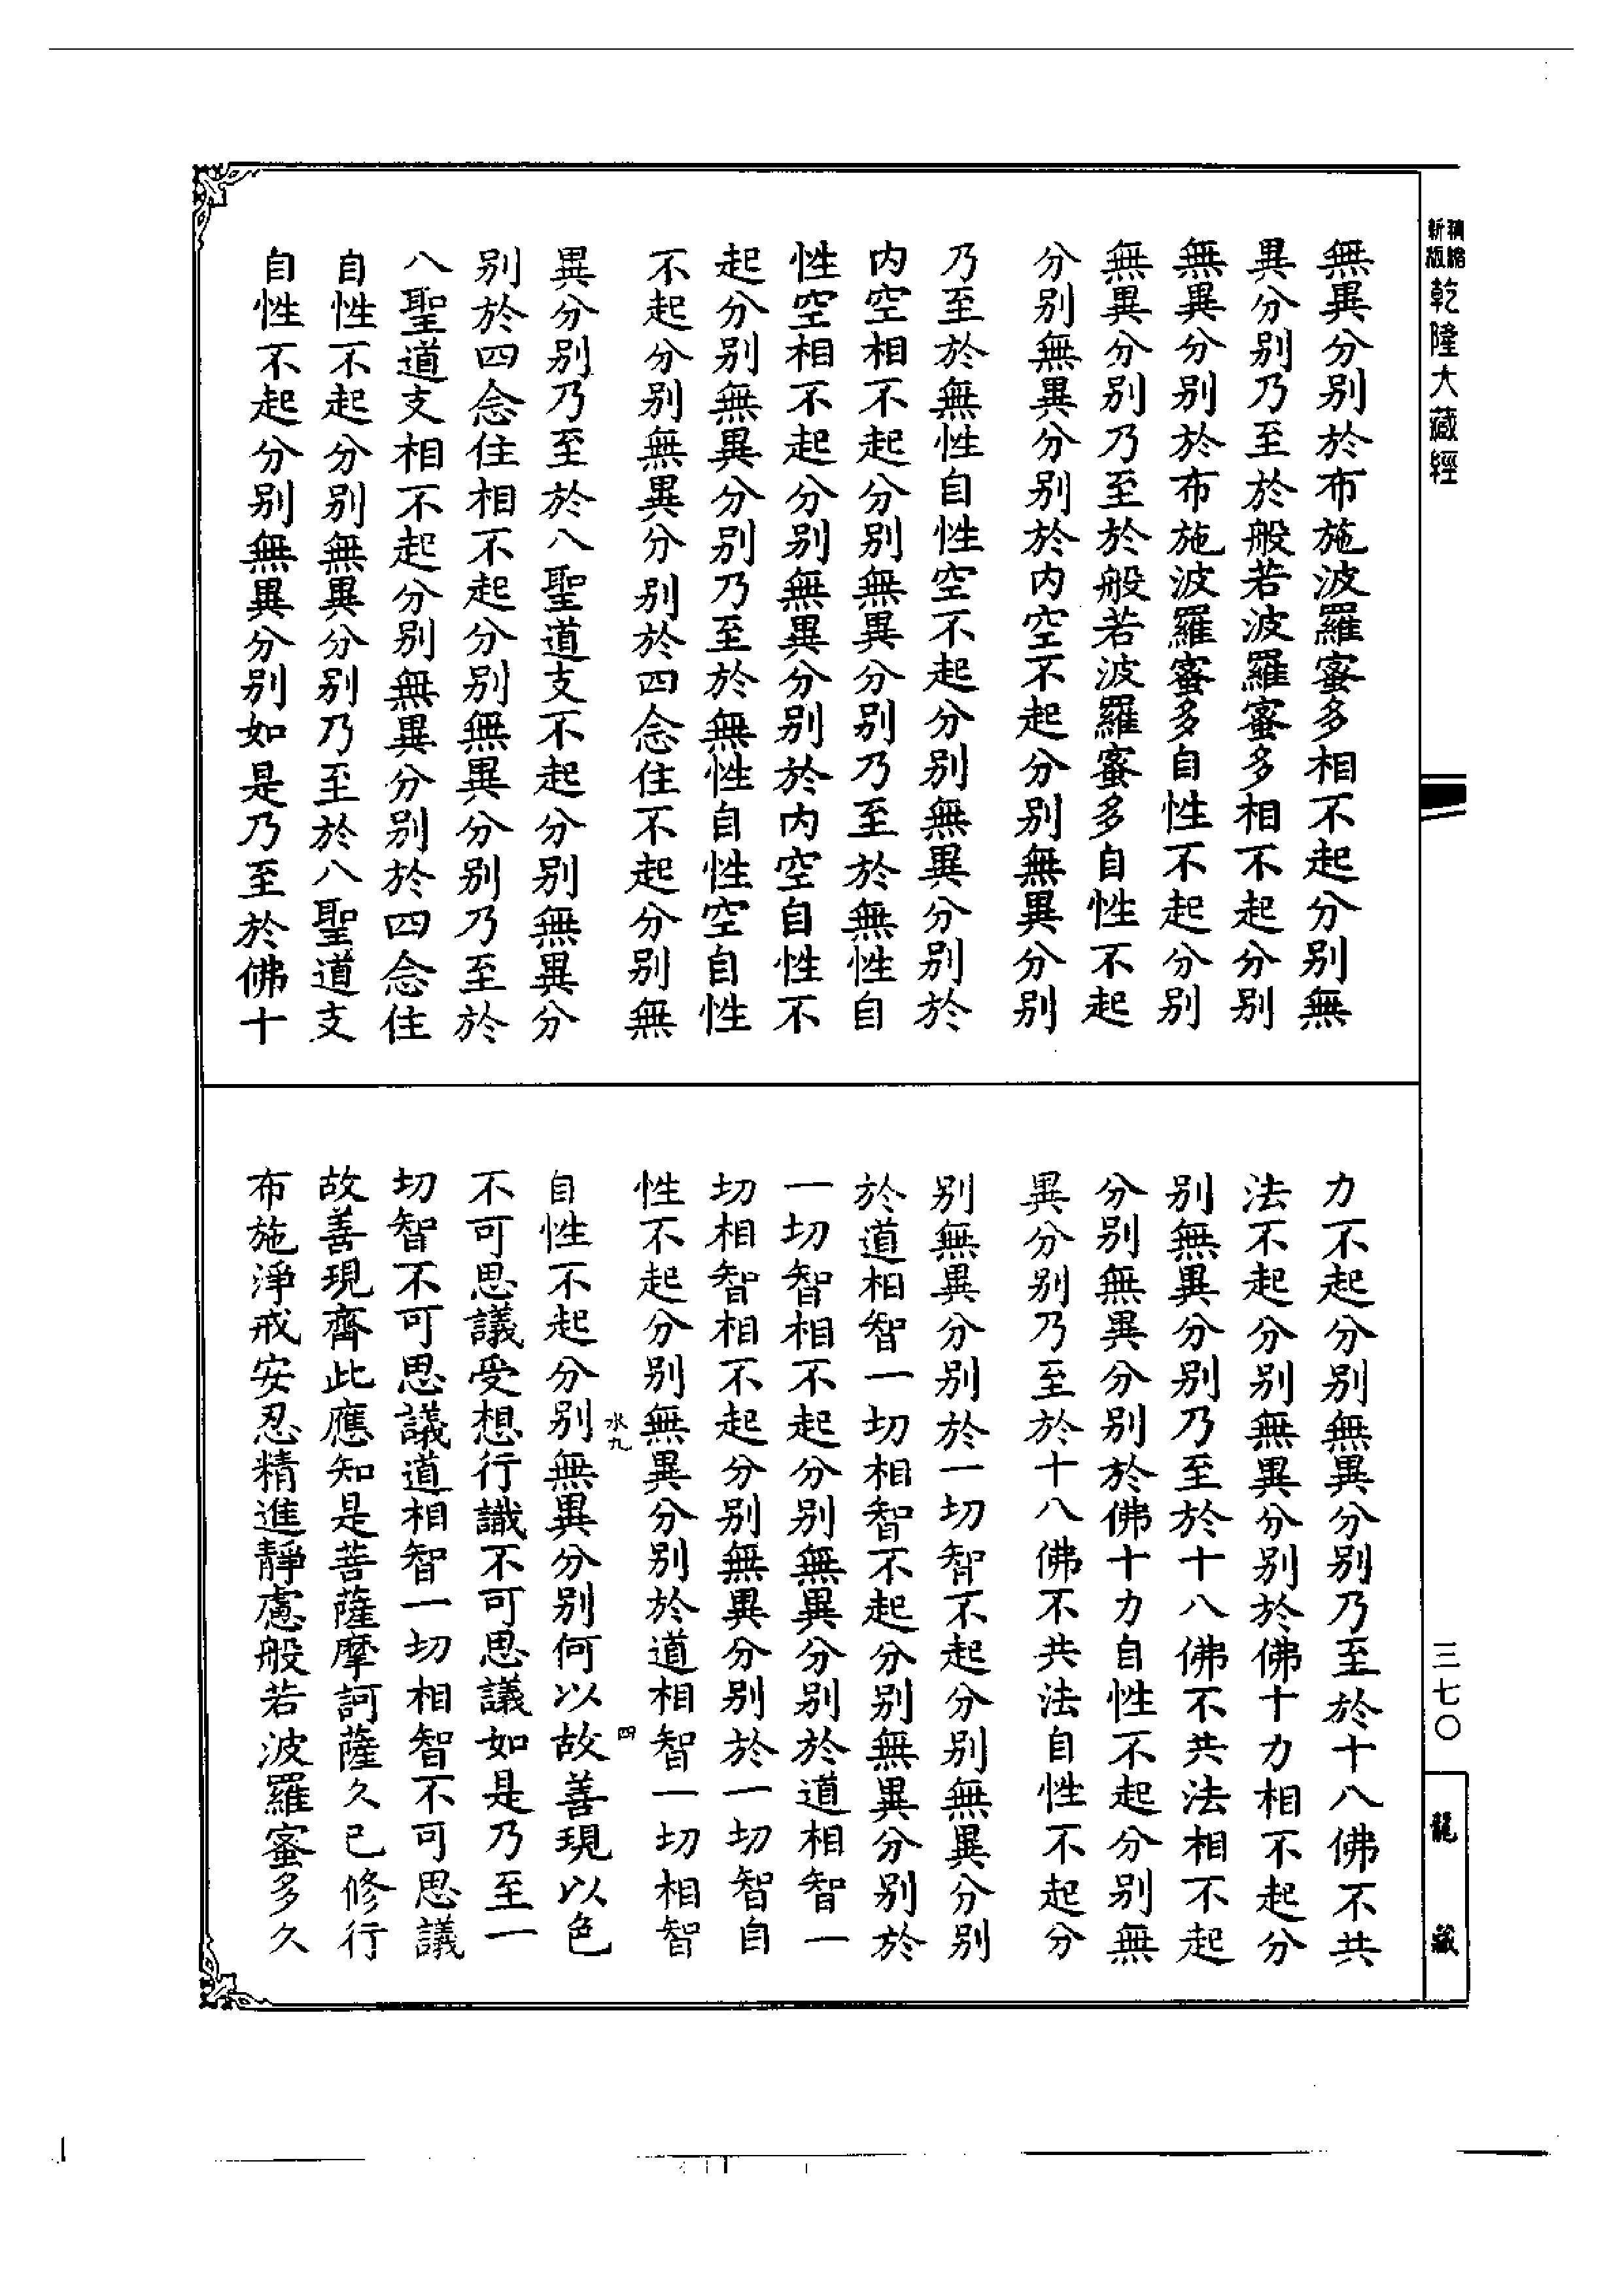 精縮新版乾隆大藏經
無異分别於布施波羅蜜多相不起分别無
異分别乃至於般若波羅蜜多相不起分别
無異分别於布施波羅蜜多自性不起分别
無異分别乃至於般若波羅蜜多自性不起
分别無異分别於内空不起分别無異分别
乃至於無性自性空不起分别無異分别於
内空相不起分别無異分别乃至於無性自
性空相不起分别無異分别於内空自性不
起分别無異分别乃至於無性自性空自性
不起分别無異分别於四念住不起分别無
異分别乃至於八聖道支不起分别無異分
别於四念住相不起分别無異分别乃至於
八聖道支相不起分别無異分别於四念住
自性不起分别無異分别乃至於八聖道支
自性不起分别無異分别如是乃至於佛十
力不起分别無異分别乃至於十八佛不共
法不起分别無異分别於佛十力相不起分
别無異分别乃至於十八佛不共法相不起
分别無異分别於佛十力自性不起分别無
異分别乃至於十八佛不共法自性不起分
别無異分别於一切智不起分别無異分别
於道相智一切相智不起分别無異分别於
一切智相不起分别無異分别於道相智一
切相智相不起分别無異分别於一切智自
性不起分别無異分别於道相智一切相智
水九 四
自性不起分别無異分别何以故善現以色
不可思議受想行識不可思議如是乃至一
切智不可思議道相智一切相智不可思議
故善現齊此應知是菩薩摩訶薩久已修行
布施淨戒安忍精進靜慮般若波羅蜜多久
三七〇
龍藏